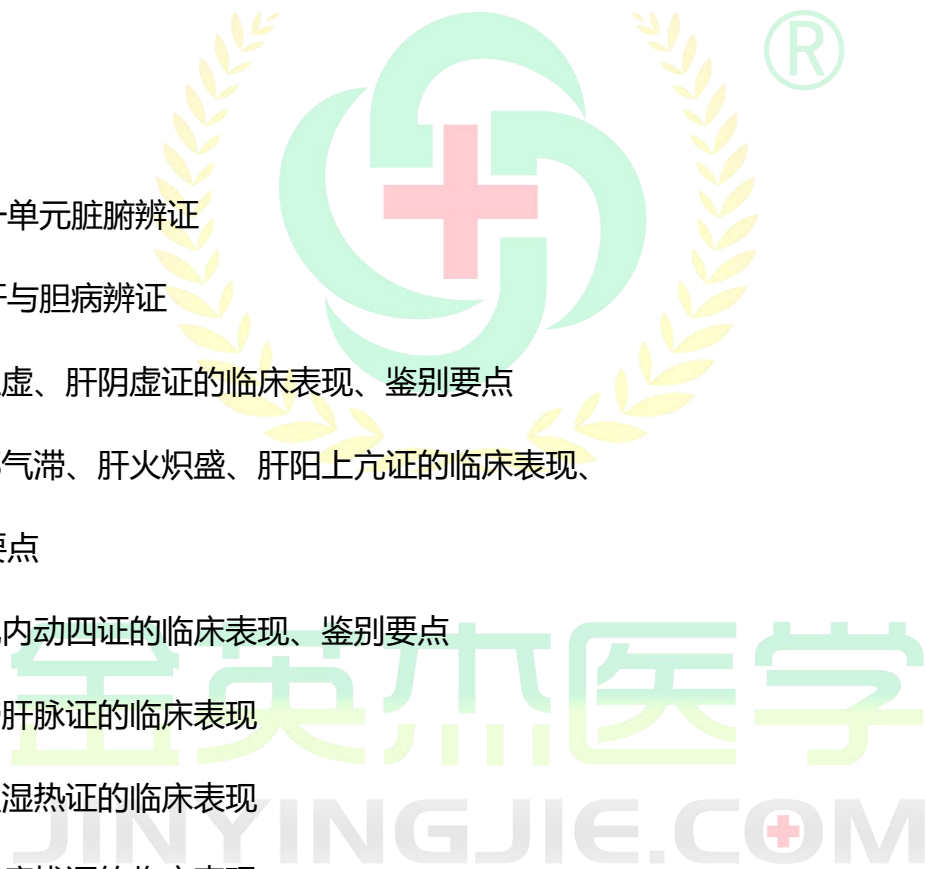 ®
单元脏腑辨证
与胆病辨证
虚、肝阴虚证的临床表现、鉴别要点
气滞、肝火炽盛、肝阳上亢证的临床表现、
要点
内动四证的临床表现、鉴别要点
肝脉证的临床表现
湿热证的临床表现
金英杰医学
JINYINGJIE.COM